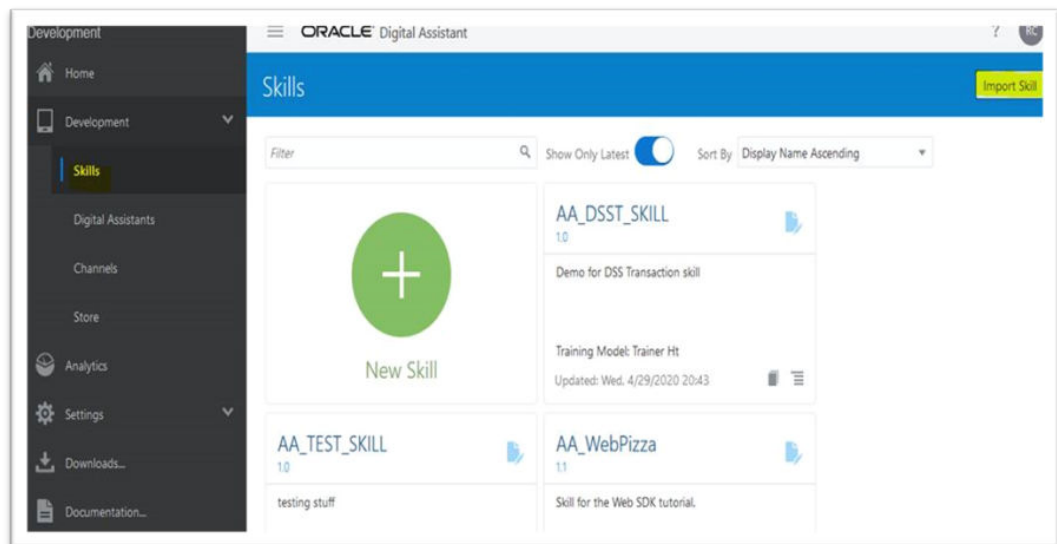 Development
ORACLE Digital Assistant
?
RC
Home
Skills
Import Skill
Development
Filter
Show Only Latest
Sort By Display Name Ascending
Skills
Digital Assistants
Channels
Store
Analytics
Settings
Downloads...
Documentation...
New Skill
AA_DSST_SKILL
1.0
Demo for DSS Transaction skill
Training Model: Trainer Ht
Updated: Wed, 4/29/2020 20:43
AA_TEST_SKILL
1.0
testing stuff
AA_WebPizza
1.1
Skill for the Web SDK tutorial.